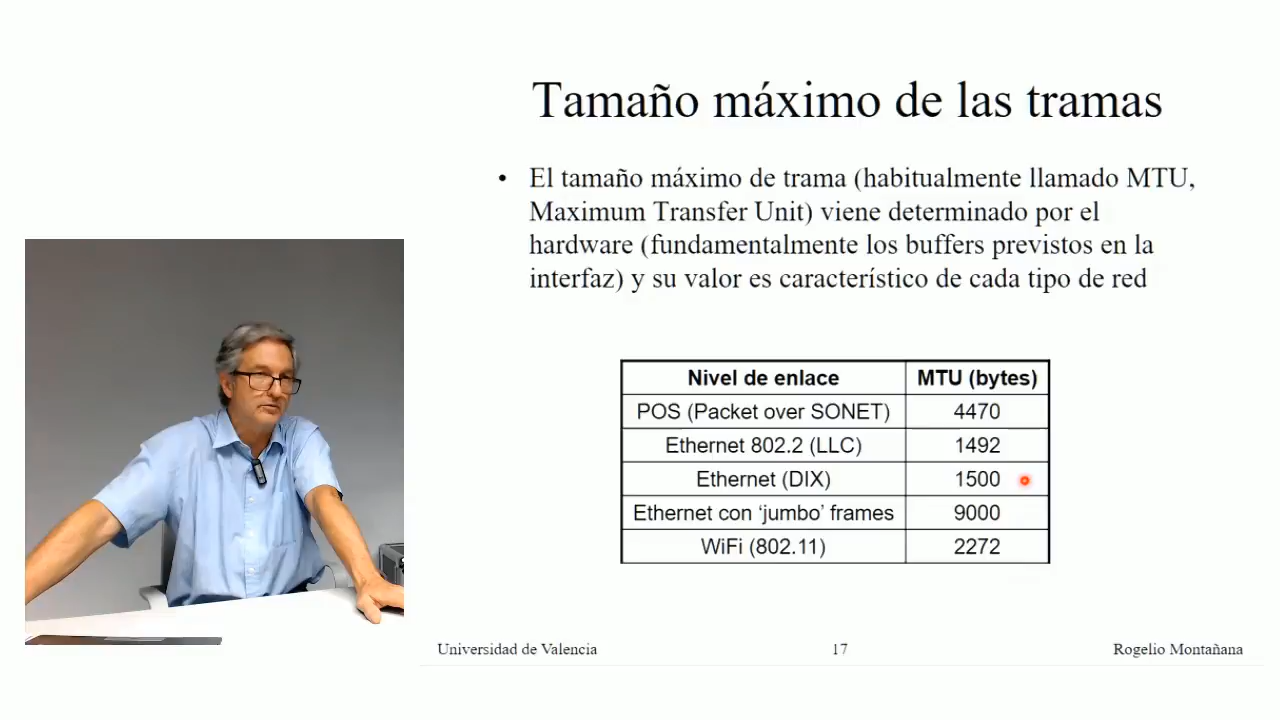 Tamaño máximo de las tramas
• El tamaño máximo de trama (habitualmente llamado MTU,
Maximum Transfer Unit) viene determinado por el
hardware (fundamentalmente los buffers previstos en la
interfaz) y su valor es característico de cada tipo de red
Nivel de enlace MTU (bytes)
POS (Packet over SONET) 4470
Ethernet 802.2 (LLC) 1492
Ethernet (DIX) 1500
Ethernet con ‘jumbo’ frames 9000
WiFi (802.11) 2272
Universidad de Valencia 17 Rogelio Montañana